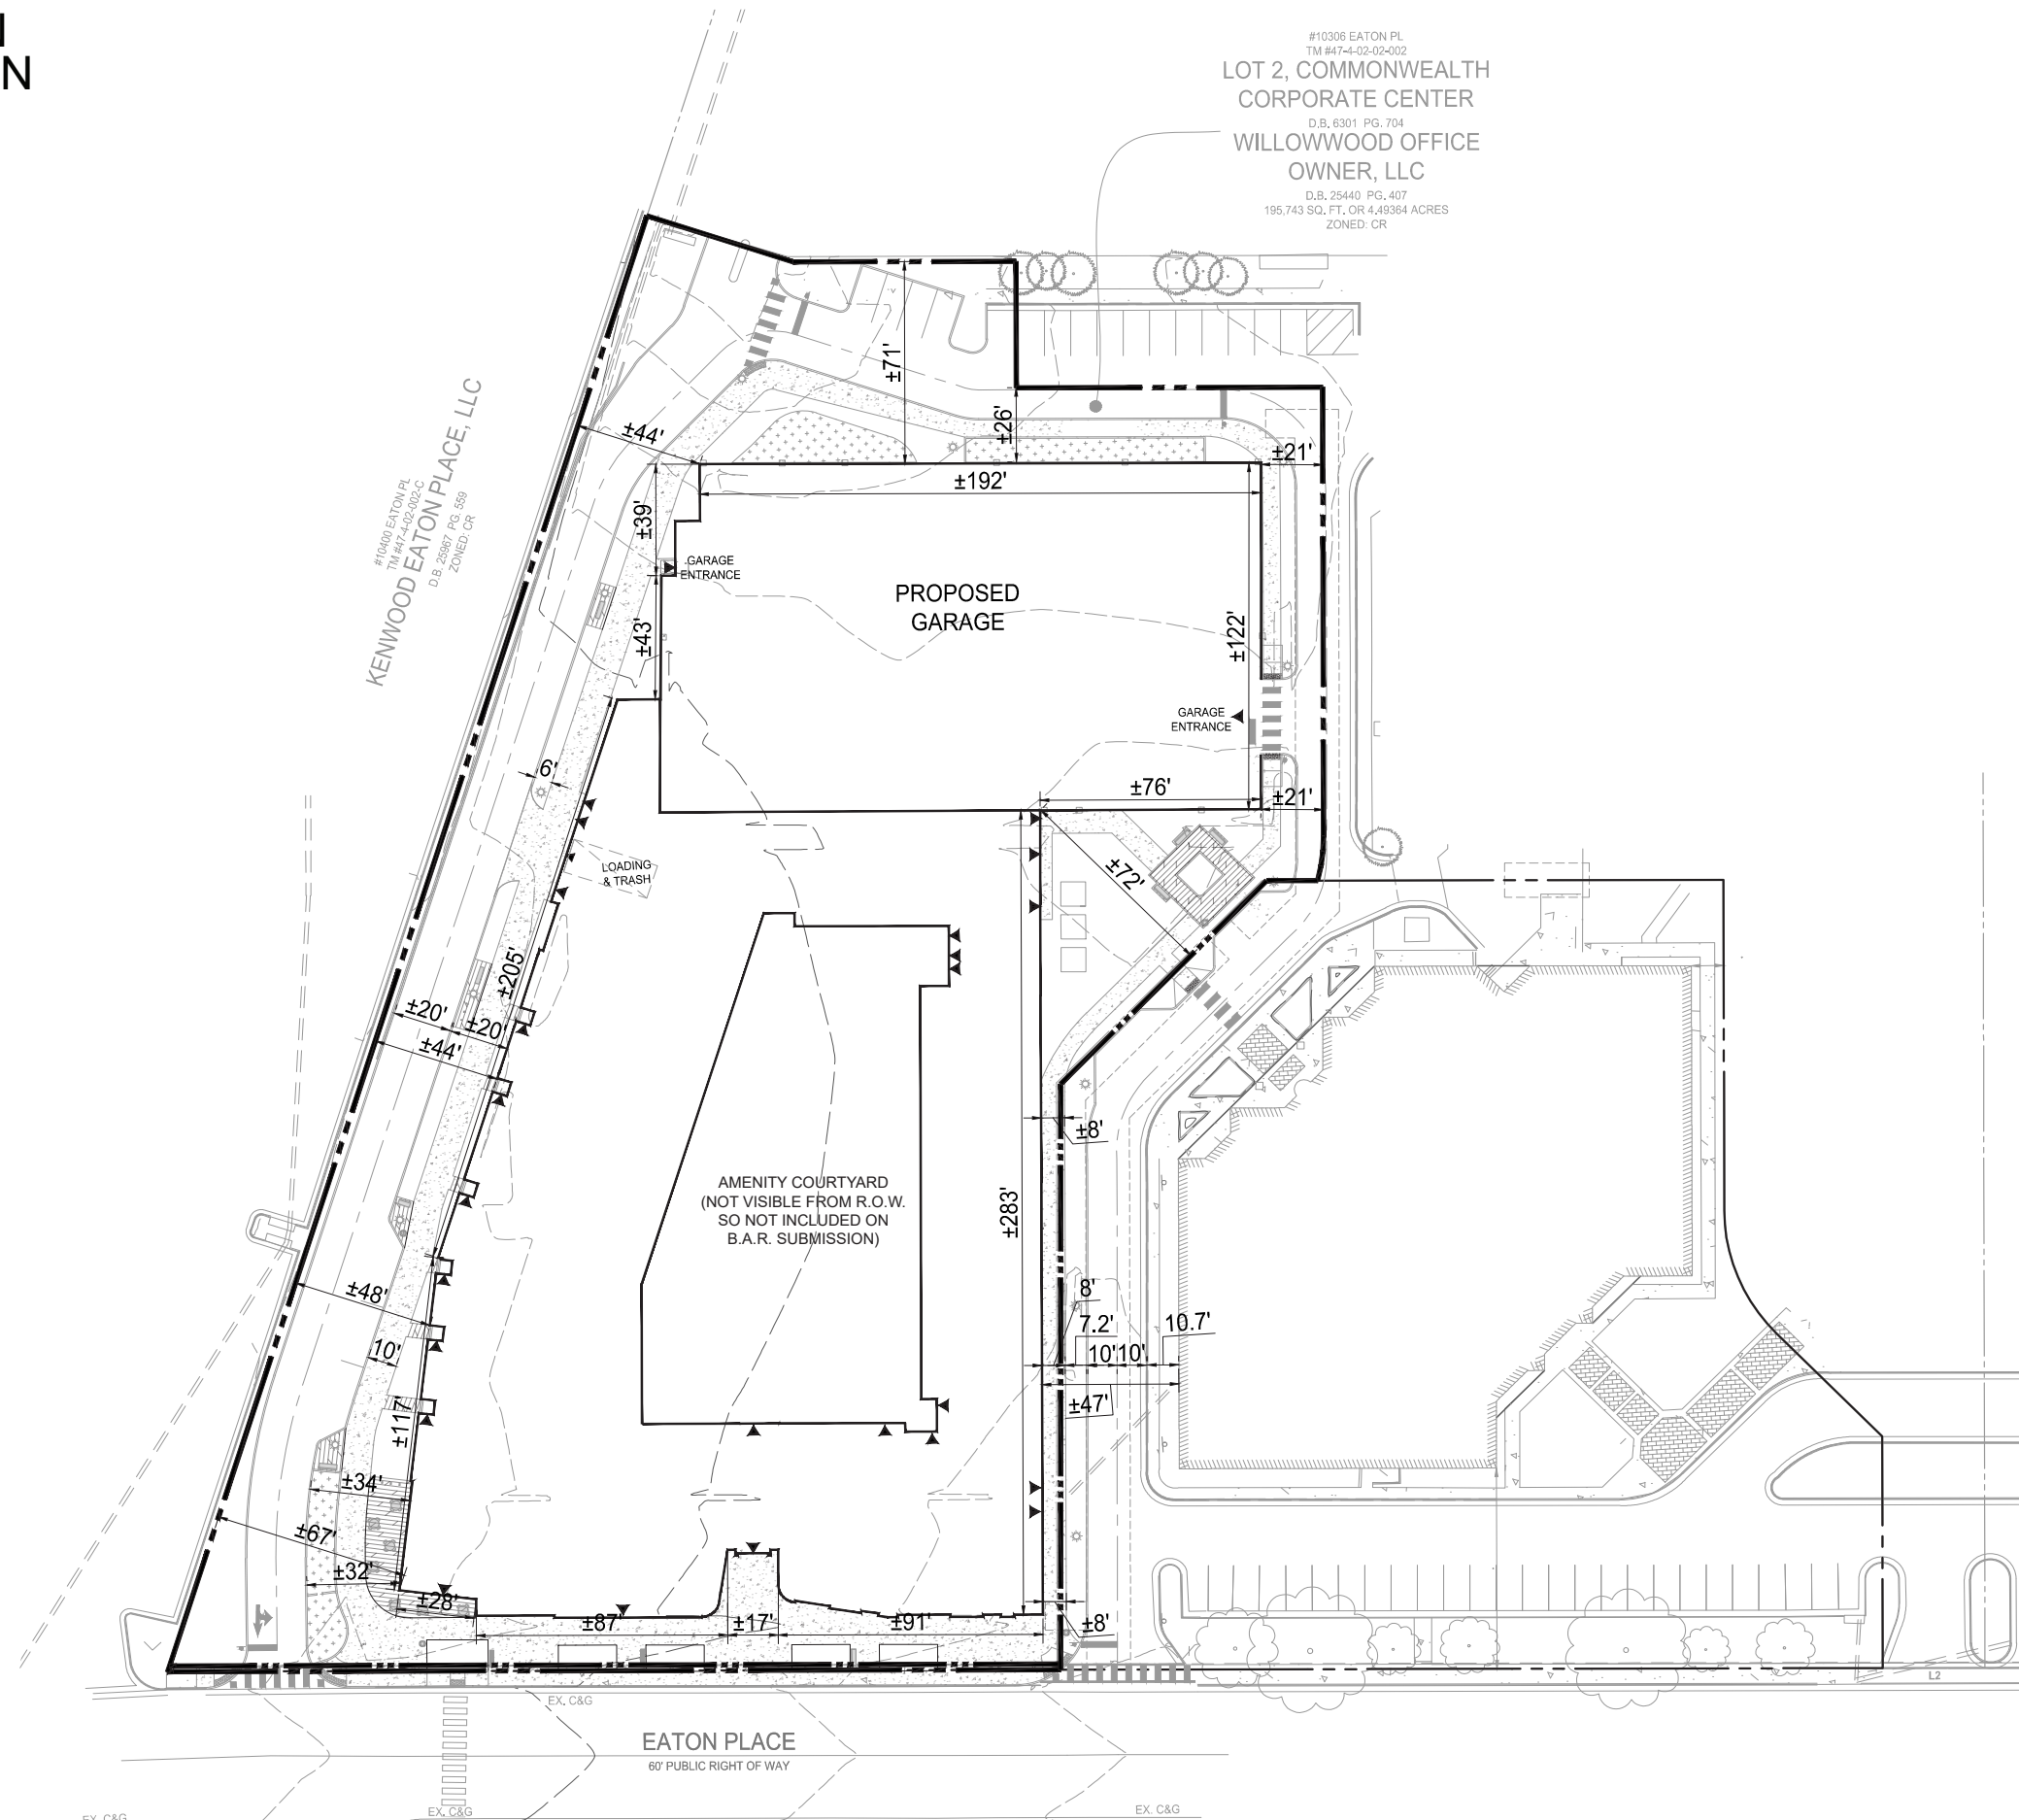 N
#10306 EATON PL
TM #47-4-02-02-002
LOT 2, COMMONWEALTH
CORPORATE CENTER
D.B. 6301 PG. 704
WILLOWWOOD OFFICE
OWNER, LLC
D.B. 25440 PG. 407
195,743 SQ. FT. OR 4.49364 ACRES
ZONED: CR
#10400 EATON PL
TM #47-4-02-002-C
KENWOOD EATON PLACE, LLC
D.B. 25967 PG. 559
ZONED: CR
±71'
±26'
±44'
±21'
±192'
±39'
GARAGE
ENTRANCE
PROPOSED
GARAGE
±43'
±122'
GARAGE
ENTRANCE
6'
±76'
±21'
LOADING
& TRASH
±72'
±205'
±20'
±20'
±44'
±8'
AMENITY COURTYARD
(NOT VISIBLE FROM R.O.W.
SO NOT INCLUDED ON
B.A.R. SUBMISSION)
±283'
±48'
8'
7.2'
10.7'
10'
10'
10'
±47'
±117'
±34'
±67'
±32'
±28'
±87'
±17'
±91'
±8'
L2
EX. C&G
EATON PLACE
60' PUBLIC RIGHT OF WAY
EX. C&G
EX. C&G
EX. C&G